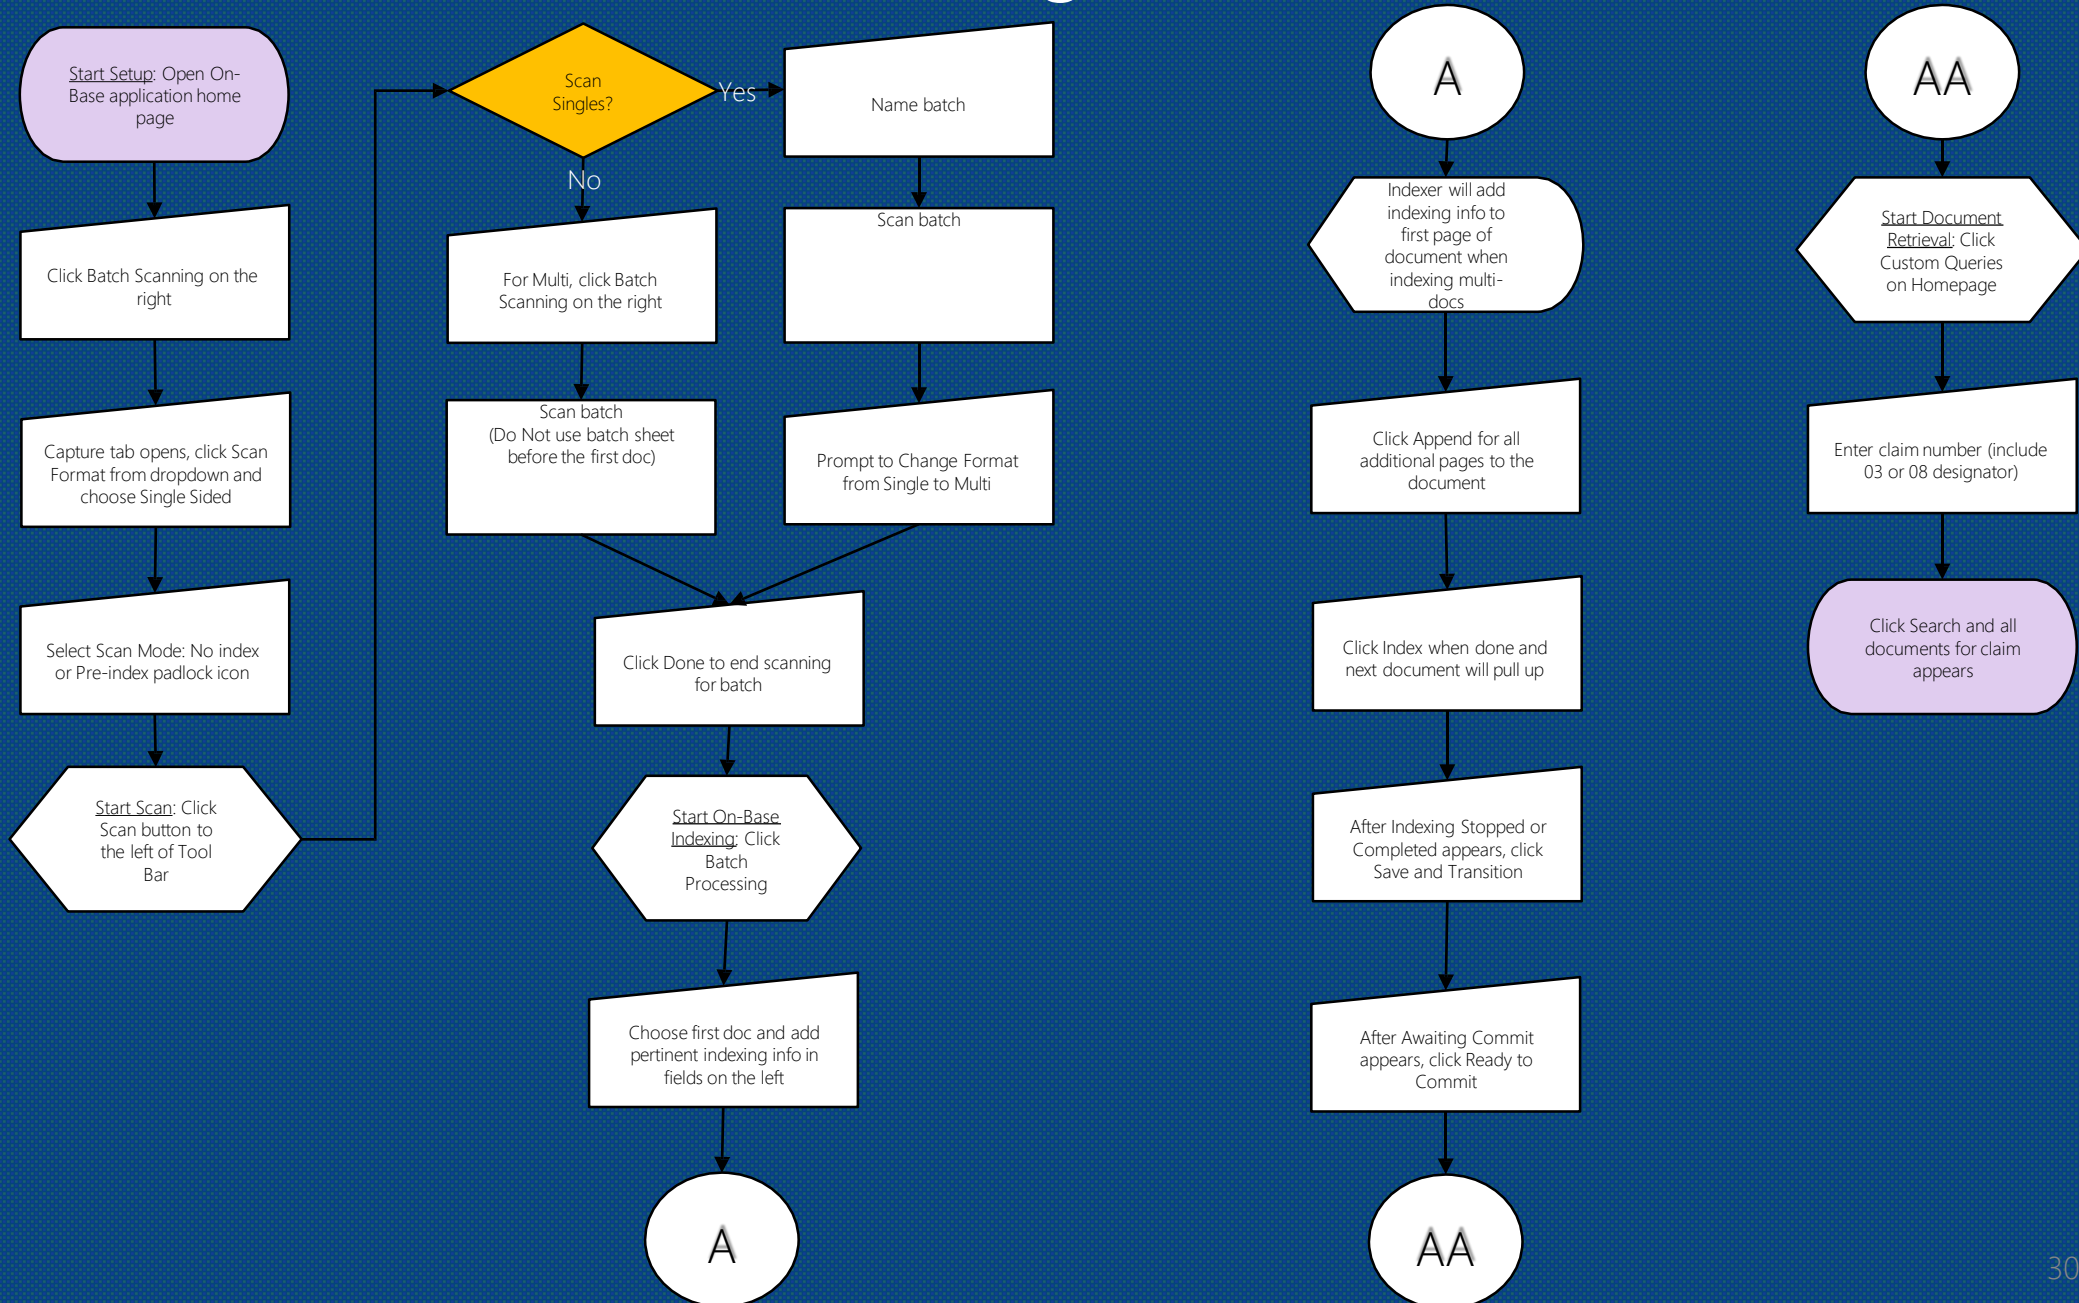 Start Setup: Open On-
Base application home
page
Click Batch Scanning on the
right
Capture tab opens, click Scan
Format from dropdown and
choose Single Sided
Select Scan Mode: No index
or Pre-index padlock icon
Start Scan: Click
Scan button to
the left of Tool
Bar
Scan
Singles?
Yes
No
Name batch
Scan batch
Prompt to Change Format
from Single to Multi
For Multi, click Batch
Scanning on the right
Scan batch
(Do Not use batch sheet
before the first doc)
Click Done to end scanning
for batch
Start On-Base
Indexing: Click
Batch
Processing
Choose first doc and add
pertinent indexing info in
fields on the left
A
A
Indexer will add
indexing info to
first page of
document when
indexing multi-
docs
Click Append for all
additional pages to the
document
Click Index when done and
next document will pull up
After Indexing Stopped or
Completed appears, click
Save and Transition
After Awaiting Commit
appears, click Ready to
Commit
AA
AA
Start Document
Retrieval: Click
Custom Queries
on Homepage
Enter claim number (include
03 or 08 designator)
Click Search and all
documents for claim
appears
30